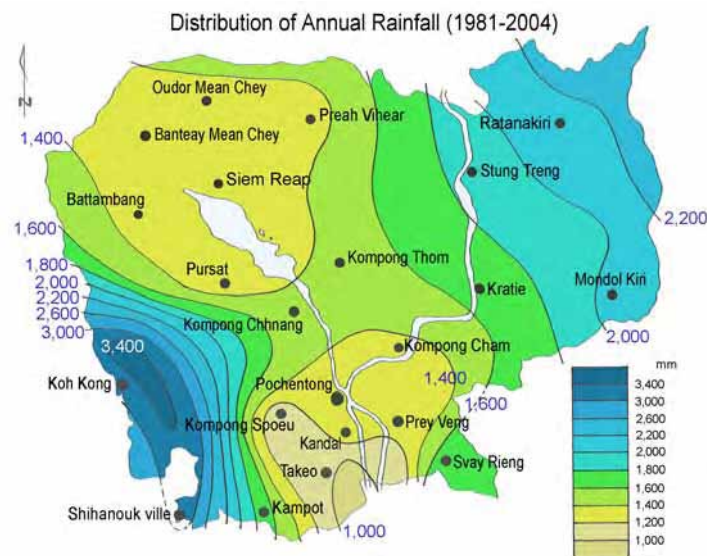 Distribution of Annual Rainfall (1981-2004)
N
Oudor Mean Chey
Preah Vihear
Ratanakiri
Banteay Mean Chey
1,400
Stung Treng
Siem Reap
Battambang
2,200
1,600
Kompong Thom
1,800
Pursat
2,000
Kratie
Mondol Kiri
2,200
2,600
Kompong Chhnang
3,000
2,000
3,400
Kompong Cham
mm
1,400
Koh Kong
Pochentong
1,600
Kompong Spoeu
Prey Veng
Kandal
Takeo
Svay Rieng
Shihanouk ville
Kampot
1,000
3,400
3,000
2,600
2,200
2,000
1,800
1,600
1,400
1,200
1,000